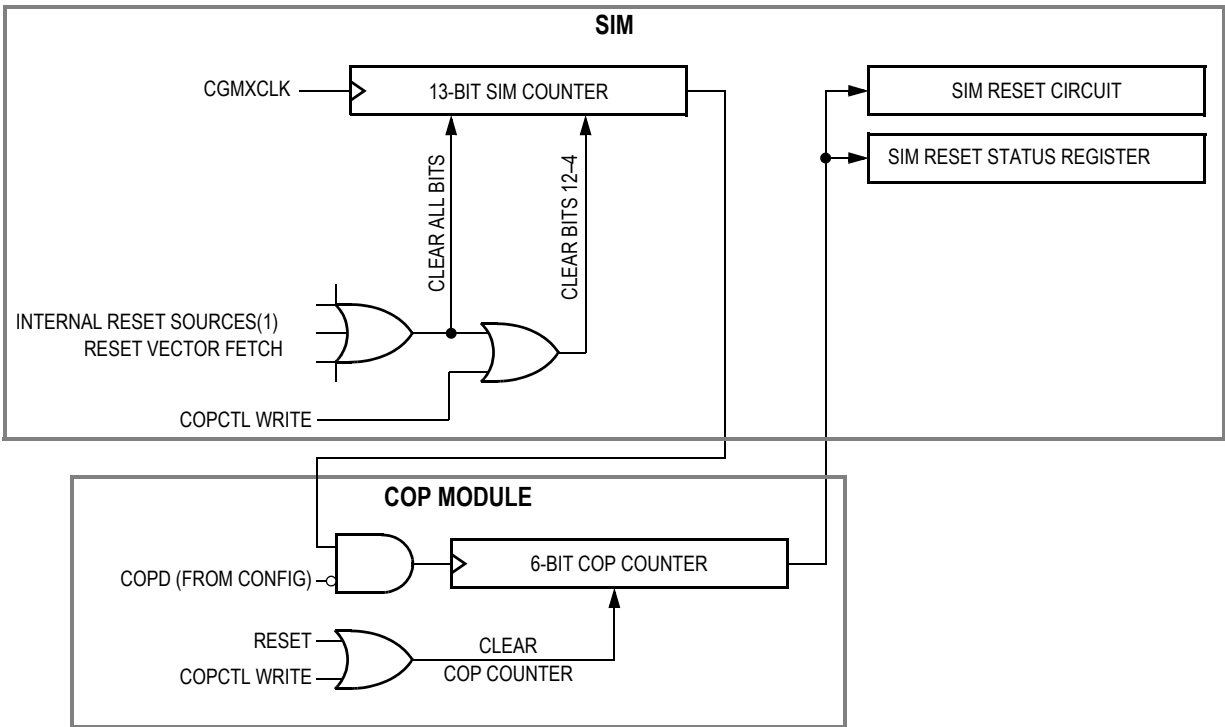 SIM
CGMXCLK
13-BIT SIM COUNTER
SIM RESET CIRCUIT
SIM RESET STATUS REGISTER
CLEAR ALL BITS
CLEAR BITS 12–4
INTERNAL RESET SOURCES(1)
RESET VECTOR FETCH
COPCTL WRITE
COP MODULE
6-BIT COP COUNTER
COPD (FROM CONFIG)
RESET
COPCTL WRITE
CLEAR
COP COUNTER